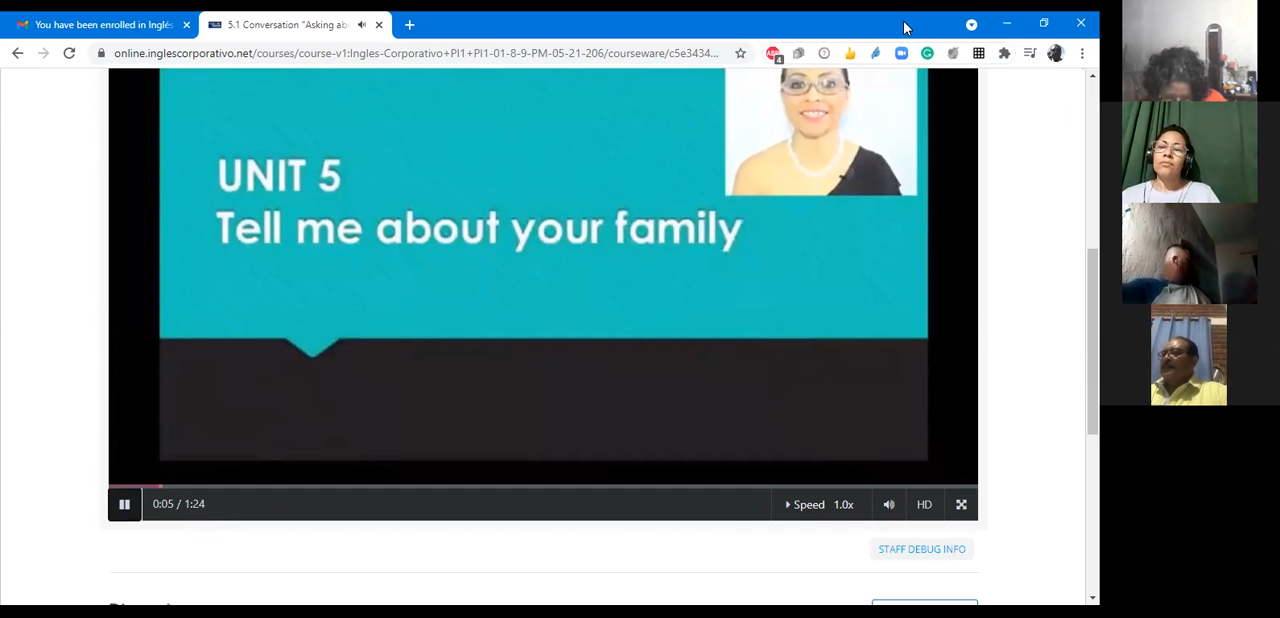 You have been enrolled in Inglés
5.1 Conversation "Asking ab
online.inglescorporativo.net/courses/course-v1:Ingles-Corporativo+PI1+PI1-01-8-9-PM-05-21-206/courseware/c5e3434...
4
UNIT 5
Tell me about your family
0:05 / 1:24
Speed 1.0x
HD
STAFF DEBUG INFO